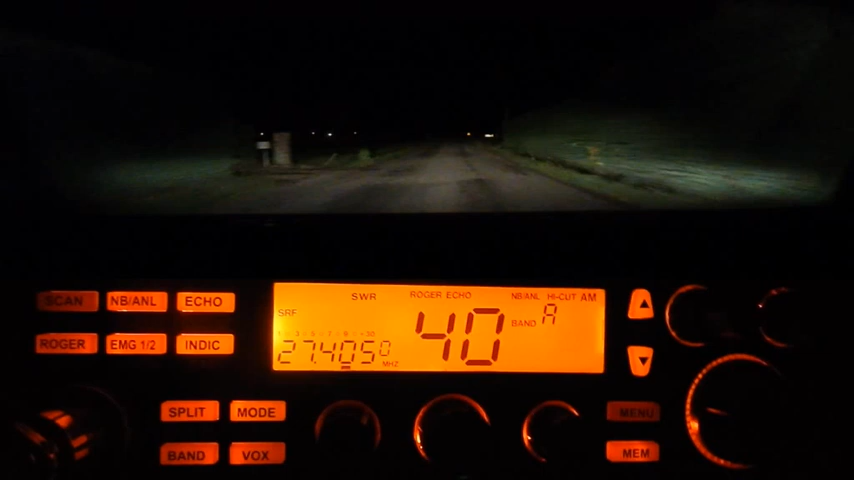 SCAN NB/ANL ECHO
ROGER EMG 1/2 INDIC
SPLIT MODE
BAND VOX
SWR ROGER ECHO NB/ANL HI-CUT AM
SRF
40 BAND A
27.4050 MHZ
MENU
MEM